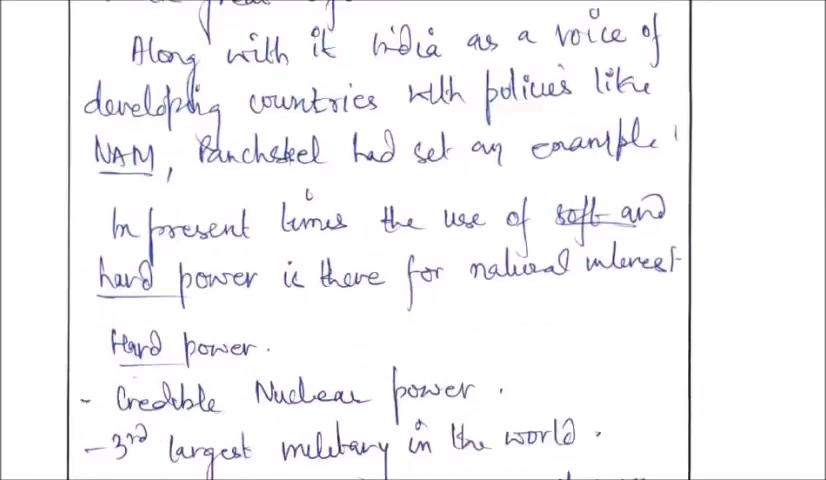 Along with it India as a voice of
developing countries with policies like
NAM, Panchsheel had set an example.
In present times the use of soft and
hard power is there for national interest
Hard power.
- Credible Nuclear power.
- 3rd largest military in the world.